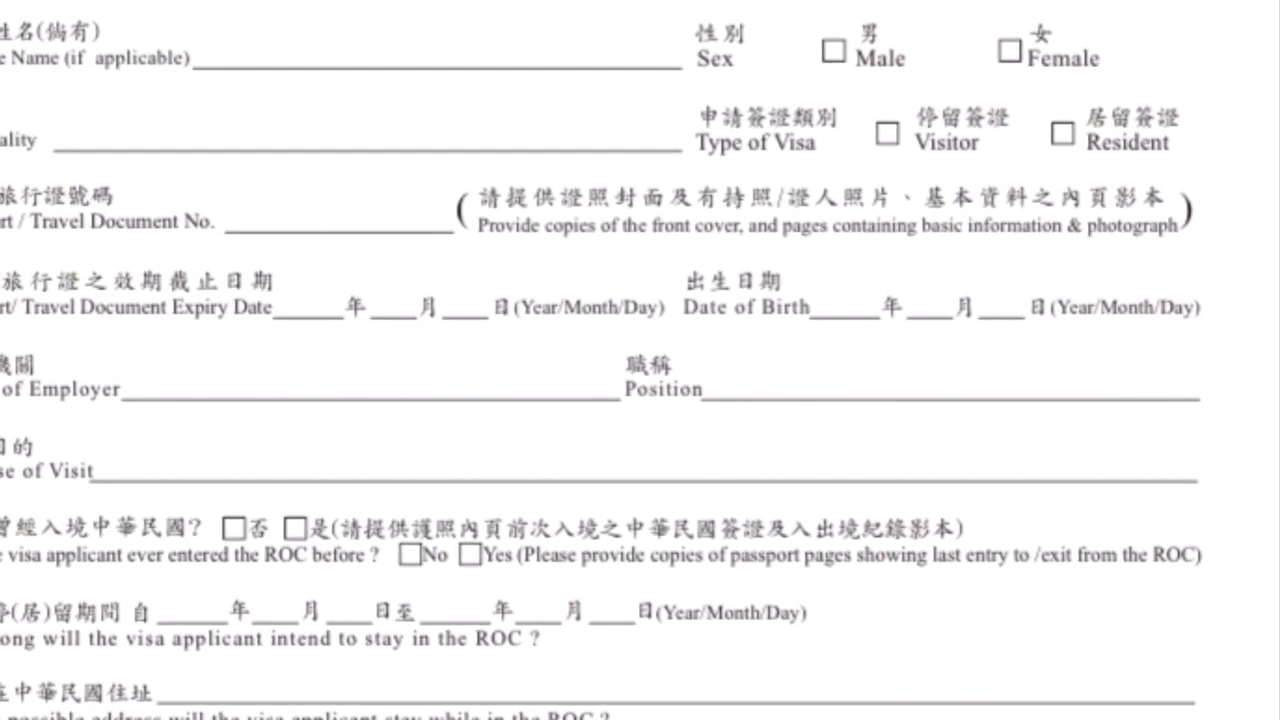 姓名(倘有)
e Name (if applicable)
性別
Sex
□ 男
Male
□ 女
Female
ality
申請簽證類別
Type of Visa
□ 停留簽證
Visitor
□ 居留簽證
Resident
旅行證號碼
rt / Travel Document No.
( 請提供證照封面及有持照/證人照片、基本資料之內頁影本 )
Provide copies of the front cover, and pages containing basic information & photograph
旅行證之效期截止日期
rt/ Travel Document Expiry Date____年____月____日(Year/Month/Day)
出生日期
Date of Birth____年____月____日(Year/Month/Day)
機關
of Employer
職稱
Position
目的
se of Visit
曾經入境中華民國? □否 □是(請提供護照內頁前次入境之中華民國簽證及入出境紀錄影本)
e visa applicant ever entered the ROC before ? □No □Yes (Please provide copies of passport pages showing last entry to /exit from the ROC)
停(居)留期間 自____年____月____日至____年____月____日(Year/Month/Day)
ong will the visa applicant intend to stay in the ROC ?
在中華民國住址
possible address will the visa applicant stay while in the ROC ?